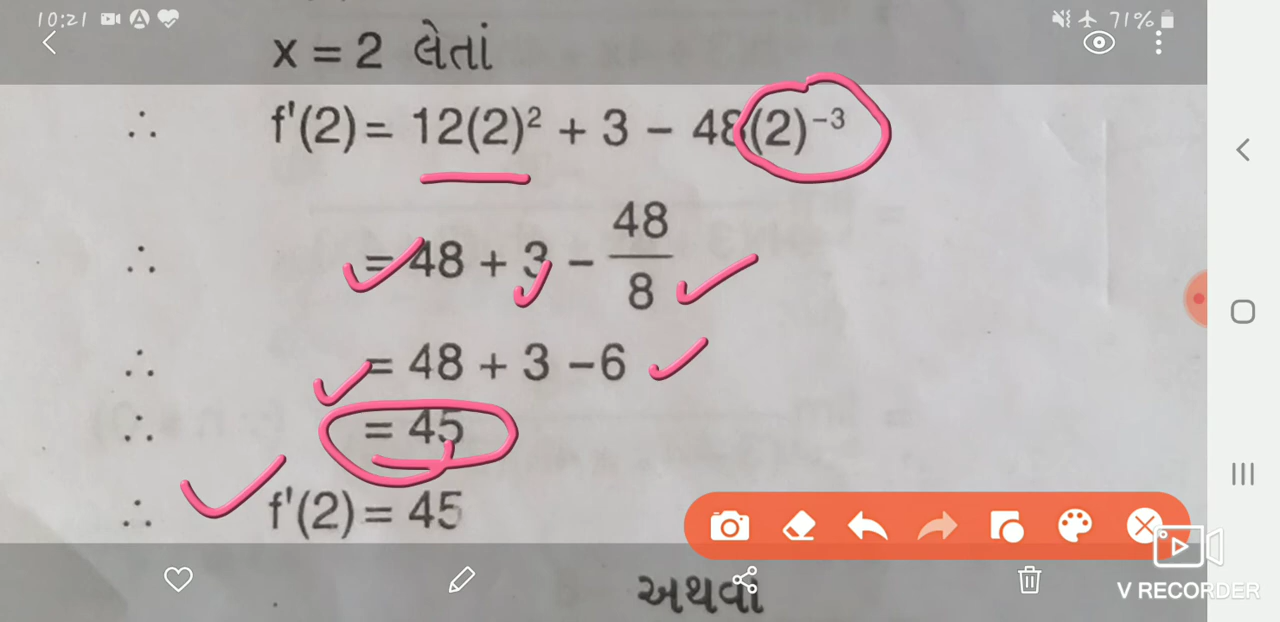 10:21 71%
x = 2 લેતાં
∴ f'(2) = 12(2)² + 3 − 48(2)⁻³
∴ = 48 + 3 − 48/8
∴ = 48 + 3 − 6
∴ = 45
∴ f'(2) = 45
અથવા
V RECORDER